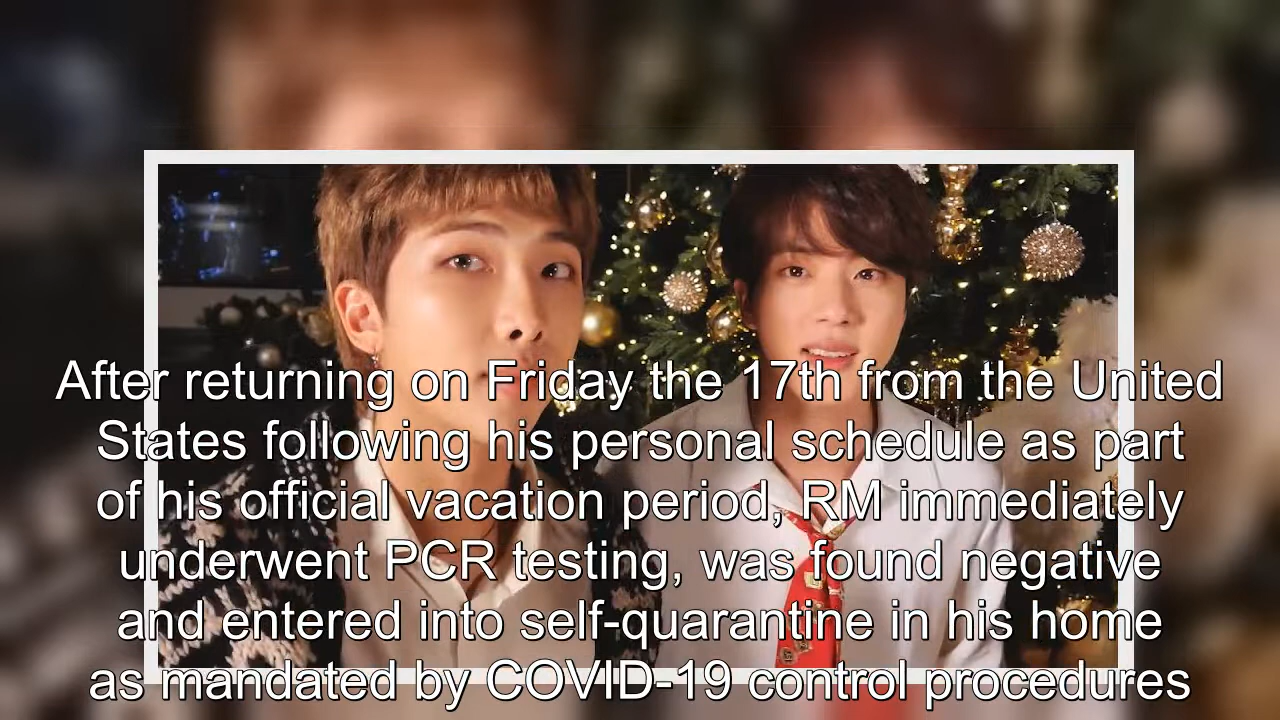 After returning on Friday the 17th from the United
States following his personal schedule as part
of his official vacation period, RM immediately
underwent PCR testing, was found negative
and entered into self-quarantine in his home
as mandated by COVID-19 control procedures